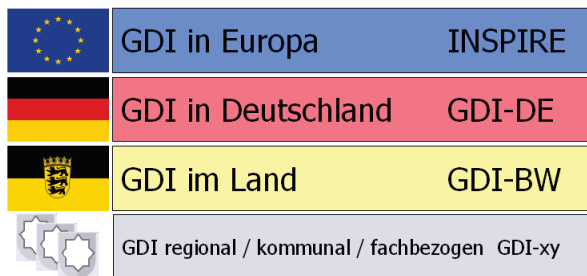 GDI in Europa INSPIRE
GDI in Deutschland GDI-DE
GDI im Land GDI-BW
GDI regional / kommunal / fachbezogen GDI-xy